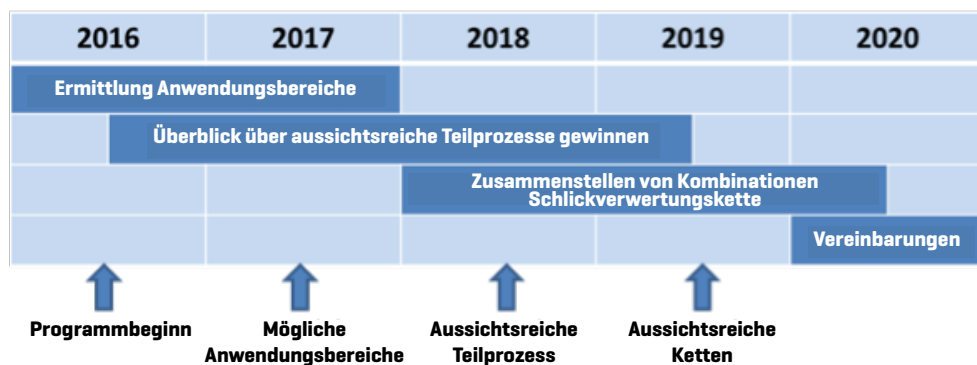 2016 2017 2018 2019 2020
Ermittlung Anwendungsbereiche
Überblick über aussichtsreiche Teilprozesse gewinnen
Zusammenstellen von Kombinationen
Schlickverwertungskette
Vereinbarungen
Programmbeginn
Mögliche
Anwendungsbereiche
Aussichtsreiche
Teilprozess
Aussichtsreiche
Ketten